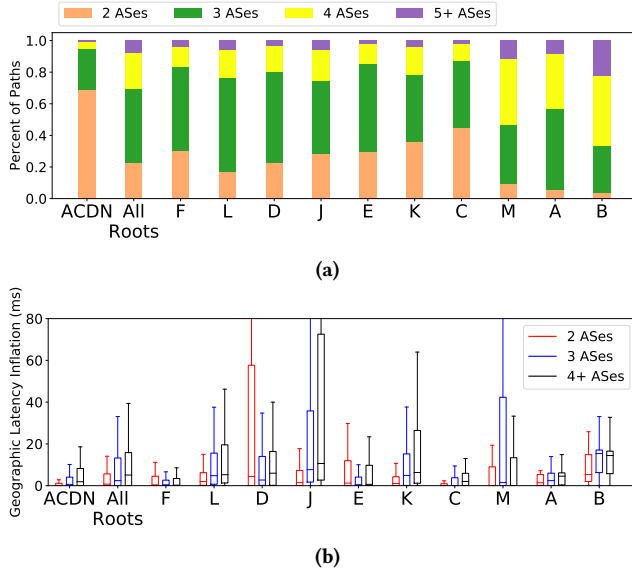 2 ASes 3 ASes 4 ASes 5+ ASes
Percent of Paths
1.0
0.8
0.6
0.4
0.2
0.0
ACDN All Roots F L D J E K C M A B
(a)
Geographic Latency Inflation (ms)
80
60
40
20
0
2 ASes
3 ASes
4+ ASes
ACDN All Roots F L D J E K C M A B
(b)